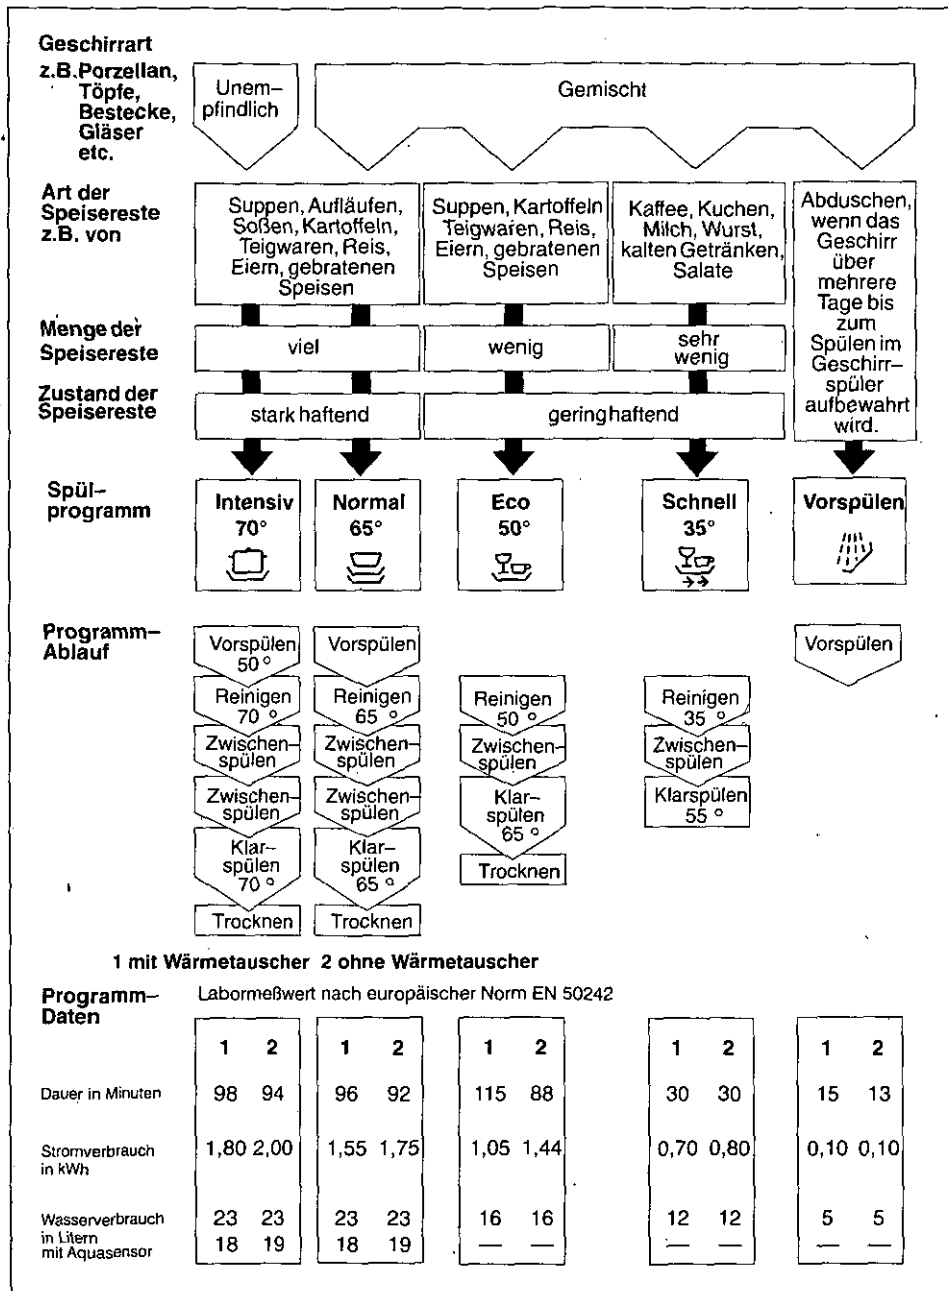 Geschirrart
z.B. Porzellan,
Töpfe,
Bestecke,
Gläser
etc.
Unem-
pfindlich
Gemischt
Art der
Speisereste
z.B. von
Suppen, Aufläufen,
Soßen, Kartoffeln,
Teigwaren, Reis,
Eiern, gebratenen
Speisen
Suppen, Kartoffeln
Teigwaren, Reis,
Eiern, gebratenen
Speisen
Kaffee, Kuchen,
Milch, Wurst,
kalten Getränken,
Salate
Abduschen,
wenn das
Geschirr
über
mehrere
Tage bis
zum
Spülen im
Geschirr-
spüler
aufbewahrt
wird.
Menge der
Speisereste
viel
wenig
sehr
wenig
Zustand der
Speisereste
stark haftend
gering haftend
Spül-
programm
Intensiv
70°
Normal
65°
Eco
50°
Schnell
35°
Vorspülen
Programm-
Ablauf
Vorspülen
50°
Reinigen
70°
Zwischen-
spülen
Zwischen-
spülen
Klar-
spülen
70°
Trocknen
Vorspülen
Reinigen
65°
Zwischen-
spülen
Zwischen-
spülen
Klar-
spülen
65°
Trocknen
Reinigen
50°
Zwischen-
spülen
Klar-
spülen
65°
Trocknen
Reinigen
35°
Zwischen-
spülen
Klarspülen
55°
Vorspülen
1 mit Wärmetauscher 2 ohne Wärmetauscher
Programm-
Daten
Labormeßwert nach europäischer Norm EN 50242
1 2 1 2 1 2 1 2 1 2
Dauer in Minuten 98 94 96 92 115 88 30 30 15 13
Stromverbrauch 1,80 2,00 1,55 1,75 1,05 1,44 0,70 0,80 0,10 0,10
in kWh
Wasserverbrauch 23 23 23 23 16 16 12 12 5 5
in Litern
mit Aquasensor 18 19 18 19 — — — — — —